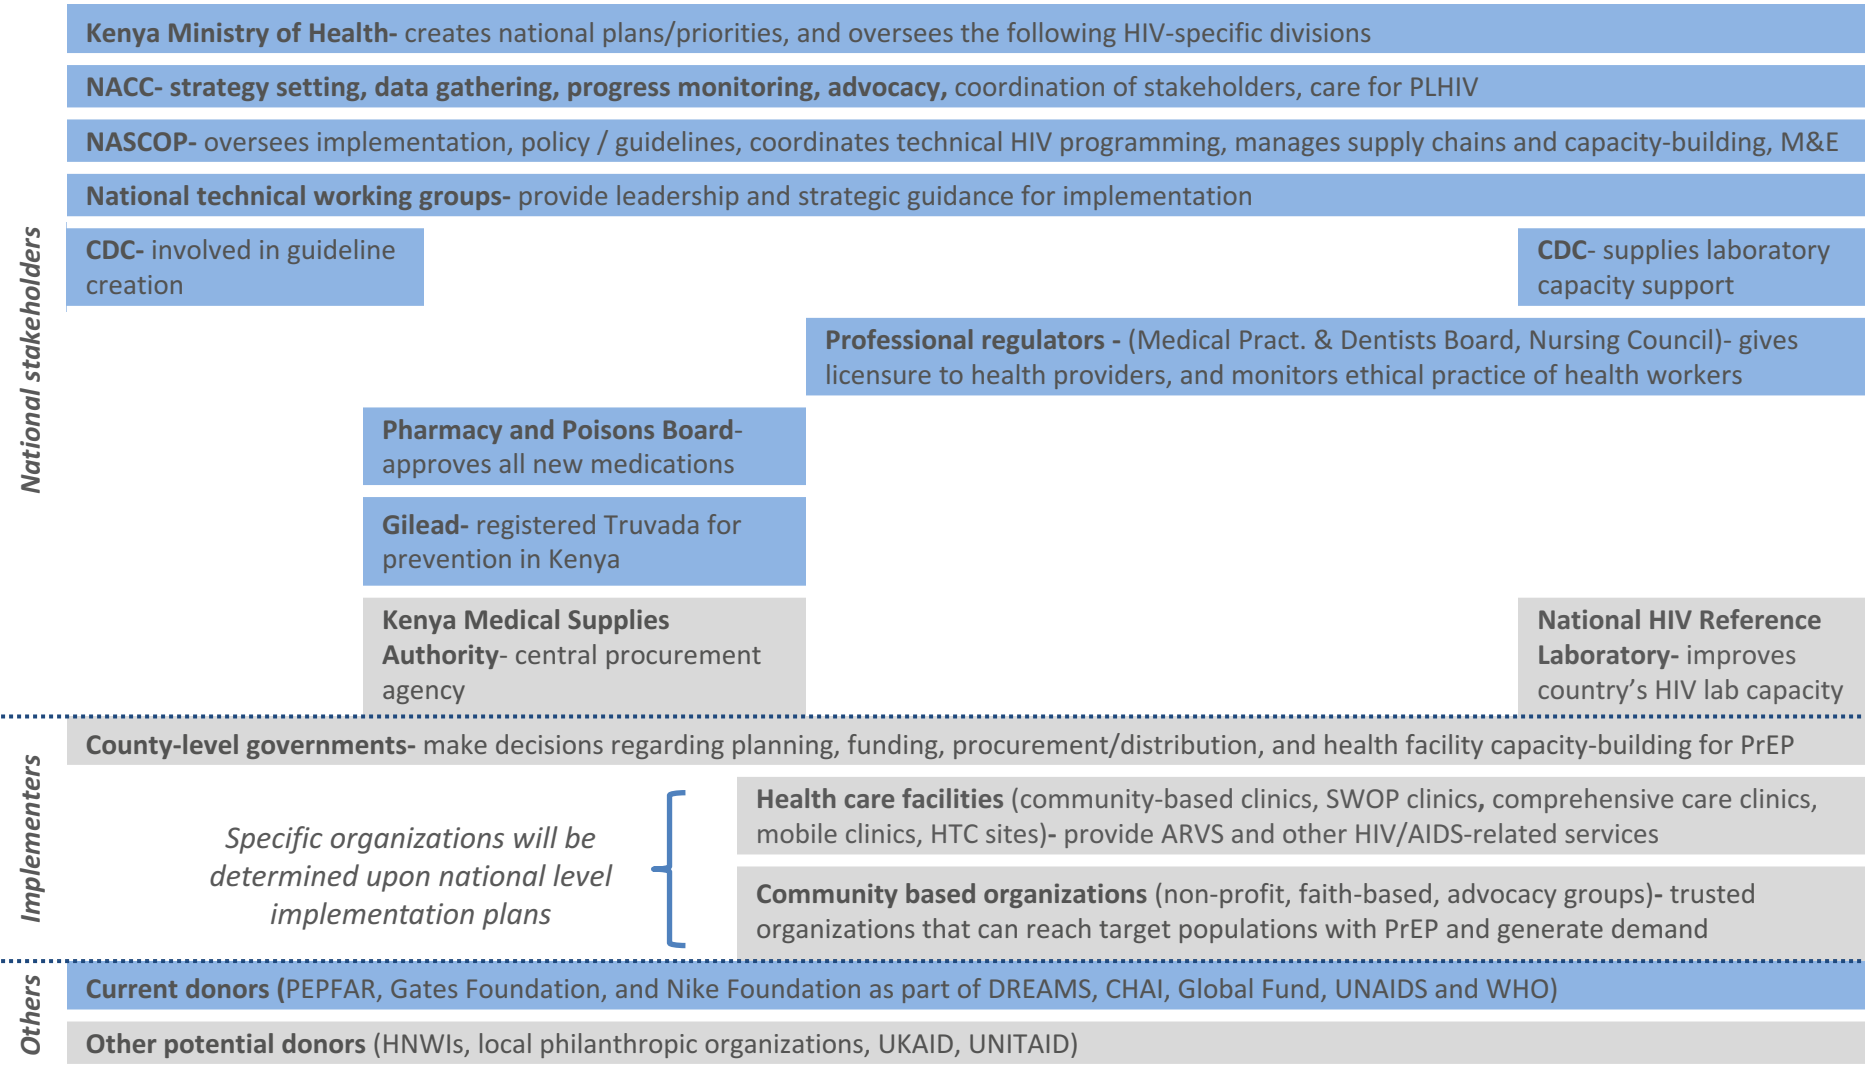 National stakeholders
Kenya Ministry of Health- creates national plans/priorities, and oversees the following HIV-specific divisions
NACC- strategy setting, data gathering, progress monitoring, advocacy, coordination of stakeholders, care for PLHIV
NASCOP- oversees implementation, policy / guidelines, coordinates technical HIV programming, manages supply chains and capacity-building, M&E
National technical working groups- provide leadership and strategic guidance for implementation
CDC- involved in guideline
creation
CDC- supplies laboratory
capacity support
Professional regulators - (Medical Pract. & Dentists Board, Nursing Council)- gives
licensure to health providers, and monitors ethical practice of health workers
Pharmacy and Poisons Board-
approves all new medications
Gilead- registered Truvada for
prevention in Kenya
Kenya Medical Supplies
Authority- central procurement
agency
National HIV Reference
Laboratory- improves
country’s HIV lab capacity
Implementers
County-level governments- make decisions regarding planning, funding, procurement/distribution, and health facility capacity-building for PrEP
Specific organizations will be
determined upon national level
implementation plans
Health care facilities (community-based clinics, SWOP clinics, comprehensive care clinics,
mobile clinics, HTC sites)- provide ARVS and other HIV/AIDS-related services
Community based organizations (non-profit, faith-based, advocacy groups)- trusted
organizations that can reach target populations with PrEP and generate demand
Others
Current donors (PEPFAR, Gates Foundation, and Nike Foundation as part of DREAMS, CHAI, Global Fund, UNAIDS and WHO)
Other potential donors (HNWIs, local philanthropic organizations, UKAID, UNITAID)